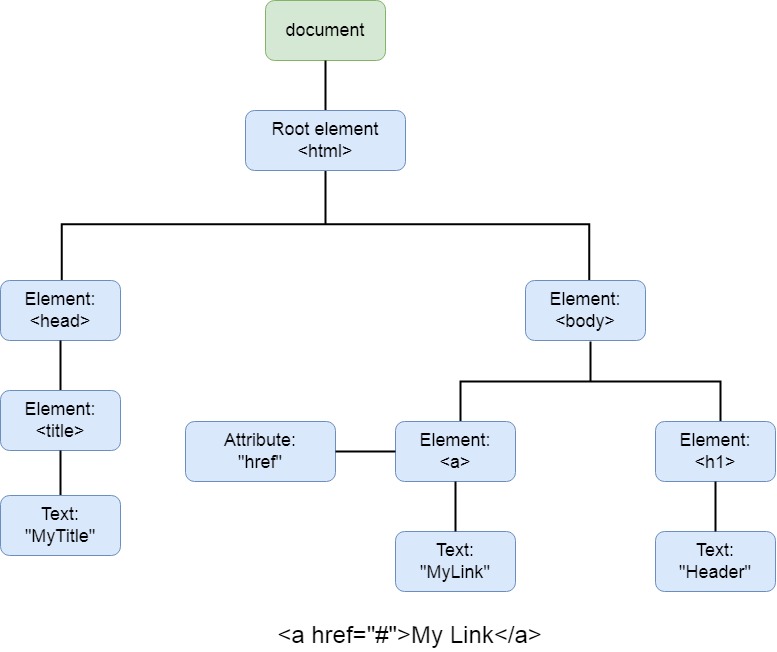 document
Root element
<html>
Element:
<head>
Element:
<body>
Element:
<title>
Attribute:
"href"
Element:
<a>
Element:
<h1>
Text:
"MyTitle"
Text:
"MyLink"
Text:
"Header"
<a href="#">My Link</a>